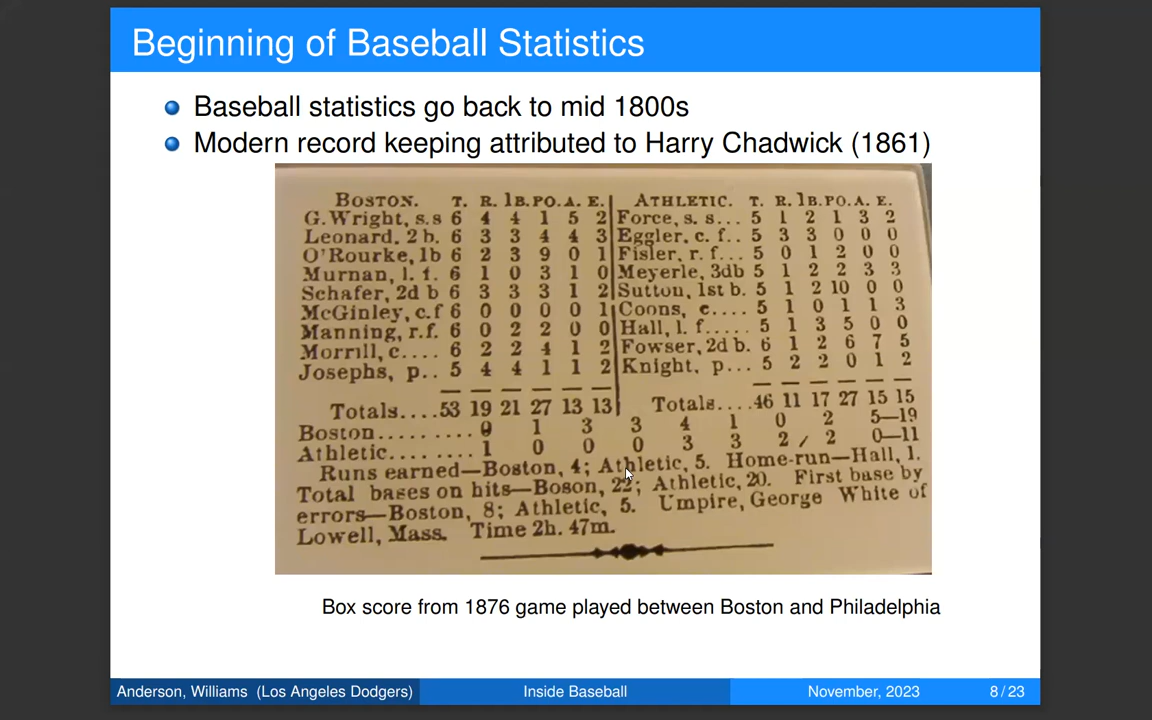 Beginning of Baseball Statistics
Baseball statistics go back to mid 1800s
Modern record keeping attributed to Harry Chadwick (1861)
BOSTON. T. R. 1B. PO. A. E.
G. Wright, s.s 6 4 4 1 5 2
Leonard, 2 b. 6 3 3 4 4 3
O'Rourke, 1b 6 2 3 9 0 1
Murnan, l. f. 6 1 0 3 1 0
Schafer, 2d b 6 3 3 3 1 2
McGinley, c.f 6 0 0 0 0 1
Manning, r.f. 6 0 2 2 0 0
Morrill, c.... 6 2 2 4 1 2
Josephs, p.. 5 4 4 1 1 2
Totals....53 19 21 27 13 13
ATHLETIC. T. R. 1B. PO. A. E.
Force, s. s... 5 1 2 1 3 2
Eggler, c. f.. 5 3 3 0 0 0
Fisler, r. f... 5 0 1 2 0 0
Meyerle, 3db 5 1 2 2 3 3
Sutton, 1st b. 5 1 2 10 0 0
Coons, c.... 5 1 0 1 1 3
Hall, l. f..... 5 1 3 5 0 0
Fowser, 2d b. 6 1 2 6 7 5
Knight, p... 5 2 2 0 1 2
Totals....46 11 17 27 15 15
Boston......... 0 1 3 3 4 1 0 2 5—19
Athletic........ 1 0 0 0 3 3 2 2 0—11
Runs earned—Boston, 4; Athletic, 5. Home-run—Hall, 1.
Total bases on hits—Boson, 22; Athletic, 20. First base by
errors—Boston, 8; Athletic, 5. Umpire, George White of
Lowell, Mass. Time 2h. 47m.
Box score from 1876 game played between Boston and Philadelphia
Anderson, Williams (Los Angeles Dodgers) Inside Baseball November, 2023 8 / 23